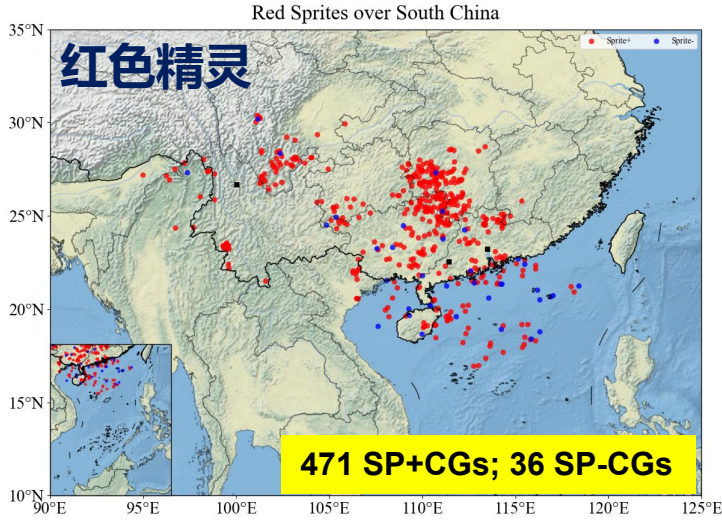 Red Sprites over South China
35°N
红色精灵
Sprite+ Sprite-
30°N
25°N
20°N
15°N
471 SP+CGs; 36 SP-CGs
10°N
90°E 95°E 100°E 105°E 110°E 115°E 120°E 125°E